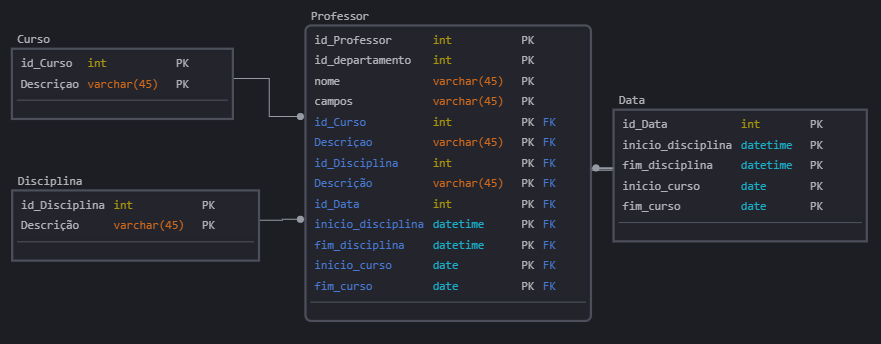 Curso
id_Curso int PK
Descriçao varchar(45) PK
Disciplina
id_Disciplina int PK
Descrição varchar(45) PK
Professor
id_Professor int PK
id_departamento int PK
nome varchar(45) PK
campos varchar(45) PK
id_Curso int PK FK
Descriçao varchar(45) PK FK
id_Disciplina int PK FK
Descrição varchar(45) PK FK
id_Data int PK FK
inicio_disciplina datetime PK FK
fim_disciplina datetime PK FK
inicio_curso date PK FK
fim_curso date PK FK
Data
id_Data int PK
inicio_disciplina datetime PK
fim_disciplina datetime PK
inicio_curso date PK
fim_curso date PK